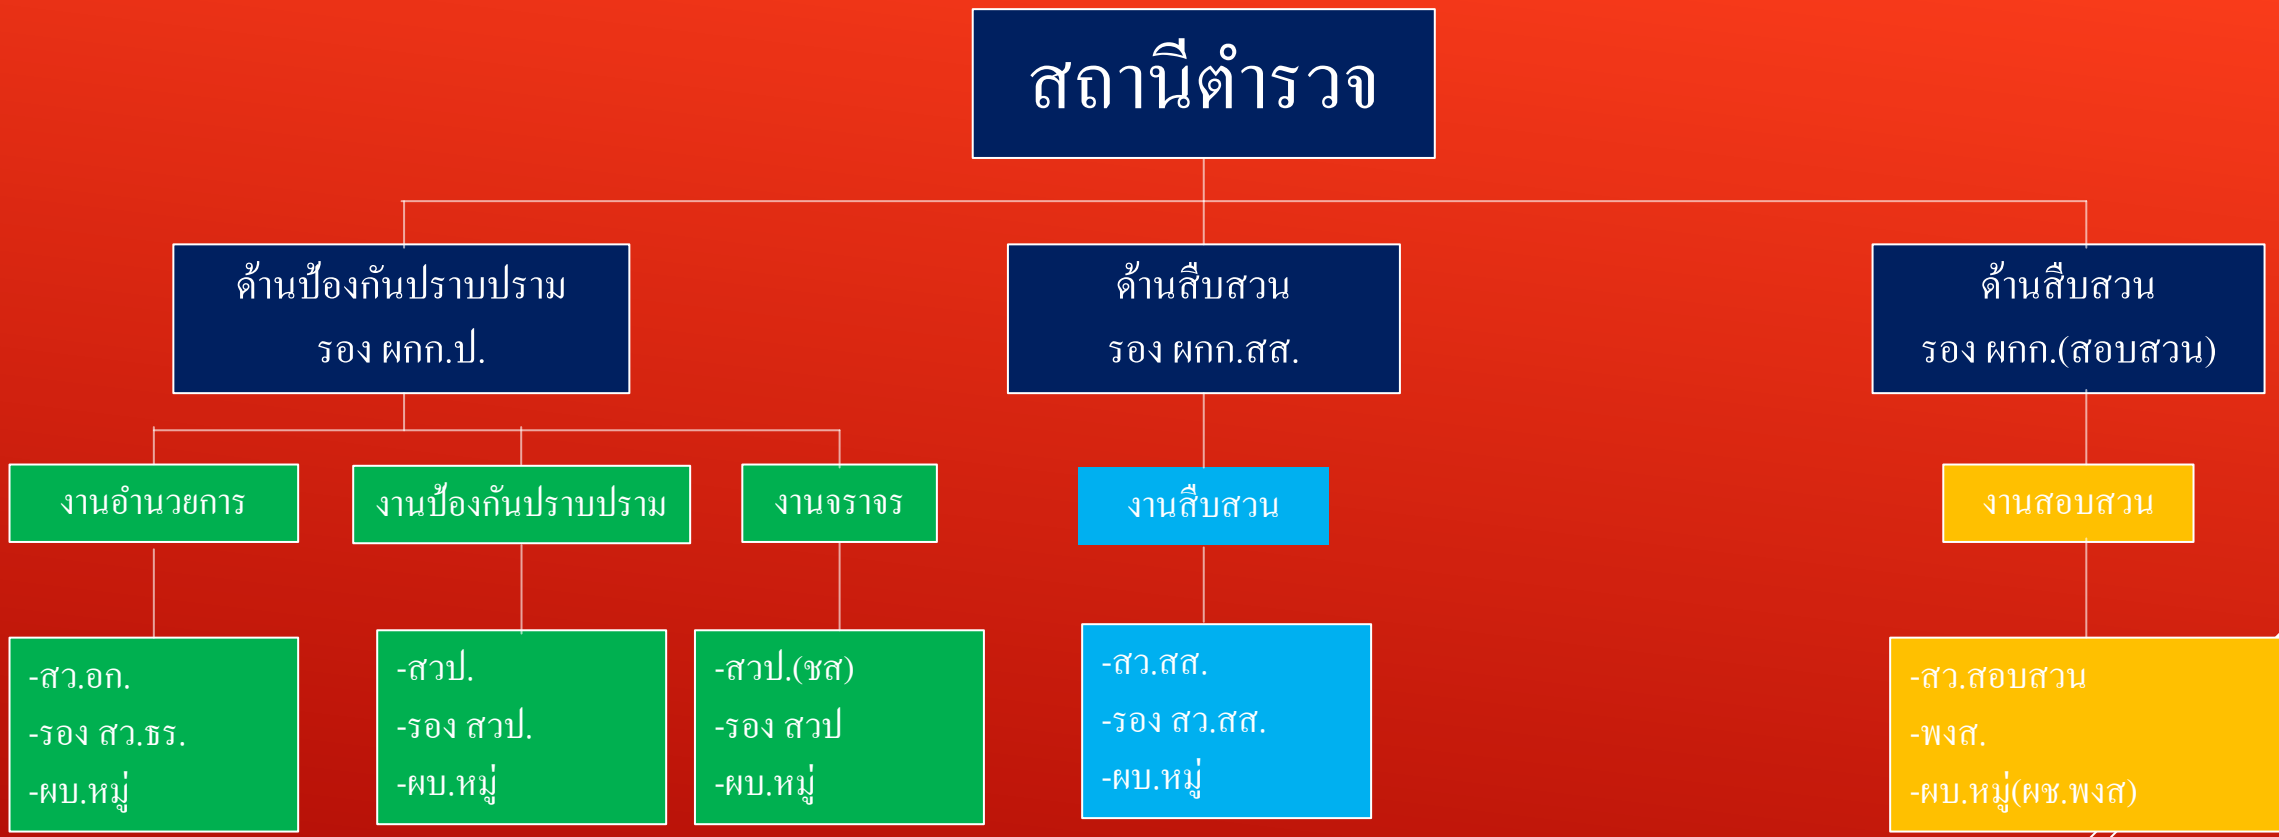 สถานีตำรวจ
ด้านป้องกันปราบปราม
รอง ผกก.ป.
ด้านสืบสวน
รอง ผกก.สส.
ด้านสืบสวน
รอง ผกก.(สอบสวน)
งานอำนวยการ
งานป้องกันปราบปราม
งานจราจร
งานสืบสวน
งานสอบสวน
-สว.อก.
-รอง สว.ธร.
-ผบ.หมู่
-สวป.
-รอง สวป.
-ผบ.หมู่
-สวป.(ชส)
-รอง สวป
-ผบ.หมู่
-สว.สส.
-รอง สว.สส.
-ผบ.หมู่
-สว.สอบสวน
-พงส.
-ผบ.หมู่(ผช.พงส)